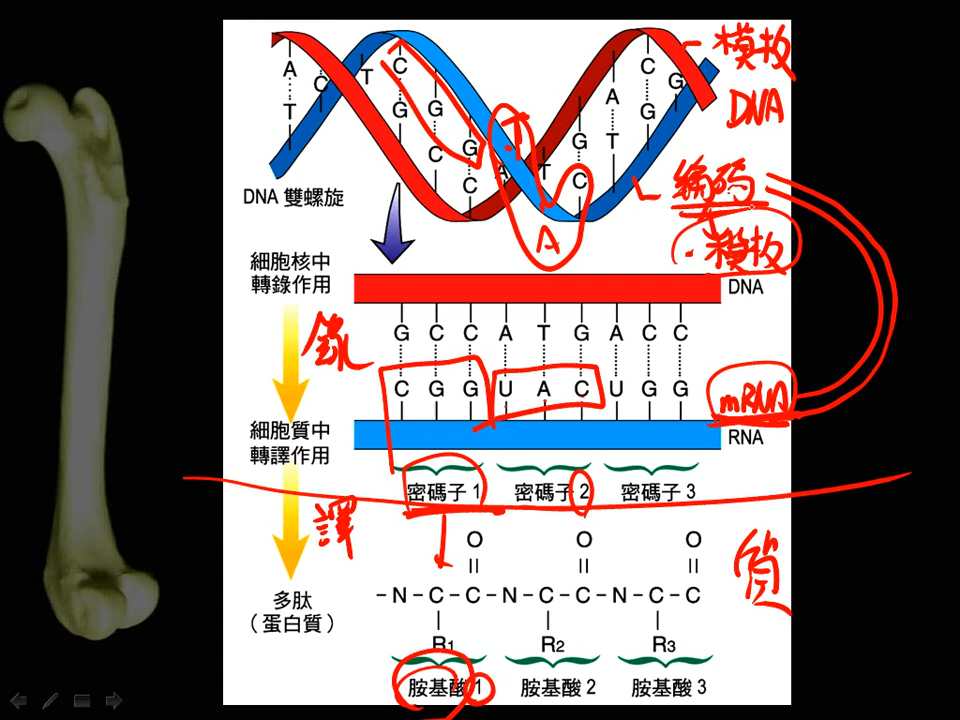 A C T C G G A T G A C G
T G C C T C T G
模板
DNA
T
A
DNA 雙螺旋
編码
模板
細胞核中
轉錄作用
DNA
G C C A T G A C C
錄
C G G U A C U G G
mRNA
細胞質中
轉譯作用
RNA
密碼子 1 密碼子 2 密碼子 3
譯
質
O O O
－N－C－C－N－C－C－N－C－C
多肽
（蛋白質）
R1 R2 R3
胺基酸 1 胺基酸 2 胺基酸 3